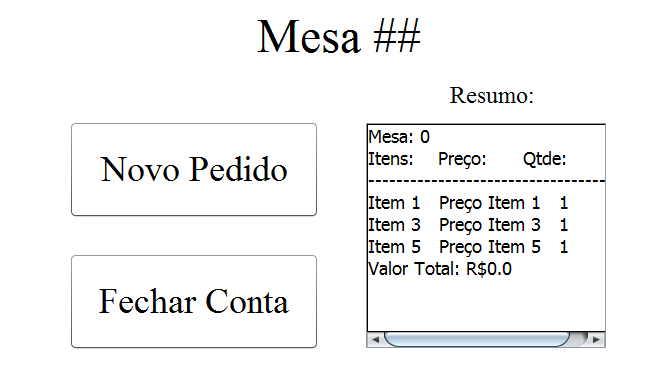 Mesa ##
Resumo:
Novo Pedido
Fechar Conta
Mesa: 0
Itens: Preço: Qtde:
------------------------------------------
Item 1 Preço Item 1 1
Item 3 Preço Item 3 1
Item 5 Preço Item 5 1
Valor Total: R$0.0